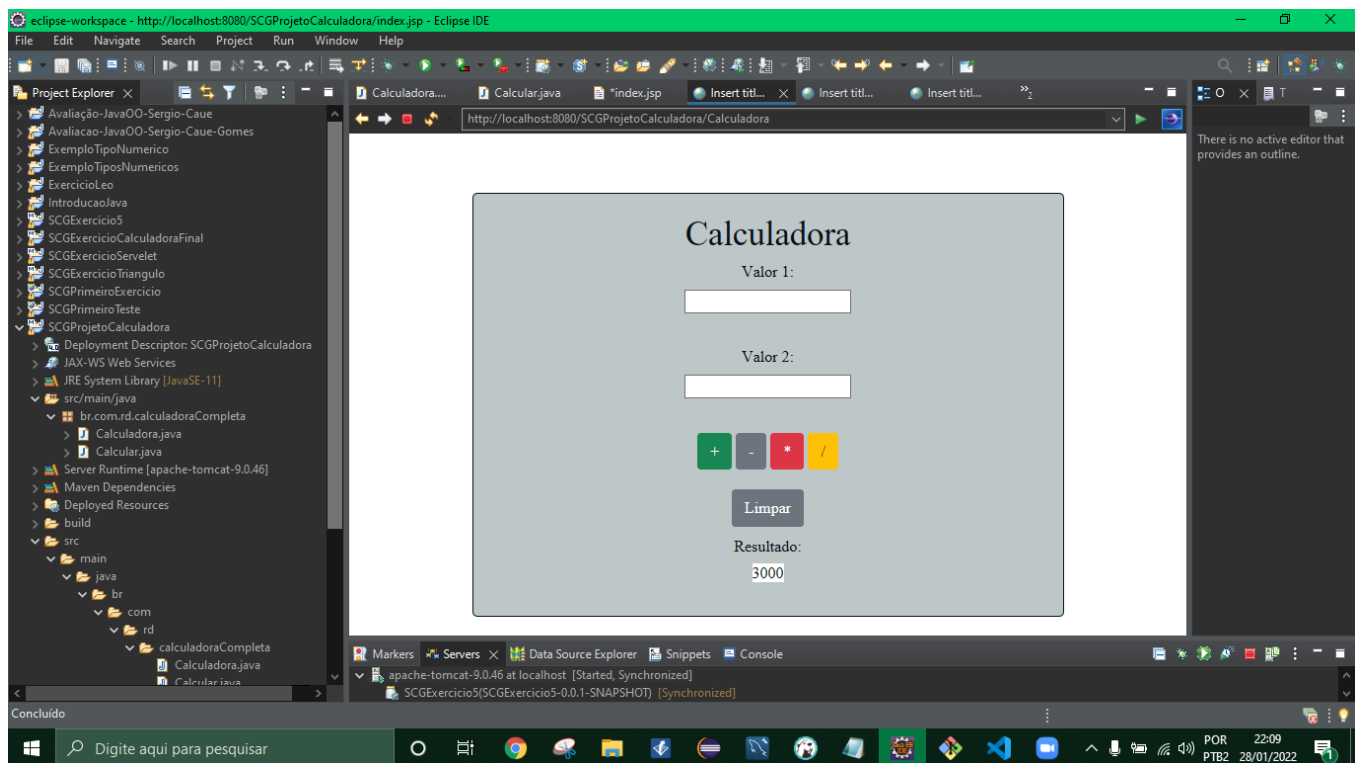 eclipse-workspace - http://localhost:8080/SCGProjetoCalculadora/index.jsp - Eclipse IDE
File Edit Navigate Search Project Run Window Help
Project Explorer
Calculadora....
Calcular.java
*index.jsp
Insert titl...
Insert titl...
Insert titl...
»2
O
T
http://localhost:8080/SCGProjetoCalculadora/Calculadora
There is no active editor that
provides an outline.
Avaliação-JavaOO-Sergio-Caue
Avaliacao-JavaOO-Sergio-Caue-Gomes
ExemploTipoNumerico
ExemploTiposNumericos
ExercicioLeo
IntroducaoJava
SCGExercicio5
SCGExercicioCalculadoraFinal
SCGExercicioServelet
SCGExercicioTriangulo
SCGPrimeiroExercicio
SCGPrimeiroTeste
SCGProjetoCalculadora
Deployment Descriptor: SCGProjetoCalculadora
JAX-WS Web Services
JRE System Library [JavaSE-11]
src/main/java
br.com.rd.calculadoraCompleta
Calculadora.java
Calcular.java
Server Runtime [apache-tomcat-9.0.46]
Maven Dependencies
Deployed Resources
build
src
main
java
br
com
rd
calculadoraCompleta
Calculadora.java
Calcular.java
Calculadora
Valor 1:
Valor 2:
+ - * /
Limpar
Resultado:
3000
Markers Servers Data Source Explorer Snippets Console
apache-tomcat-9.0.46 at localhost [Started, Synchronized]
SCGExercicio5(SCGExercicio5-0.0.1-SNAPSHOT) [Synchronized]
Concluído
Digite aqui para pesquisar
POR
PTB2
22:09
28/01/2022
1